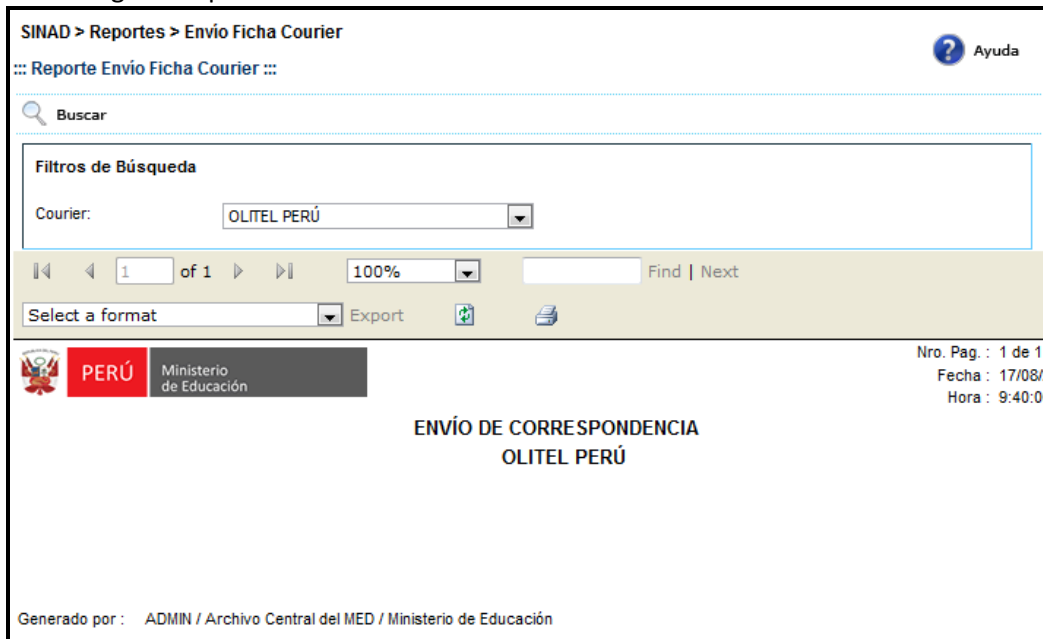 SINAD > Reportes > Envío Ficha Courier
Ayuda
::: Reporte Envío Ficha Courier :::
Buscar
Filtros de Búsqueda
Courier: OLITEL PERÚ
1 of 1 100% Find | Next
Select a format Export
PERÚ Ministerio de Educación
Nro. Pag. : 1 de 1
Fecha : 17/08/
Hora : 9:40:0
ENVÍO DE CORRESPONDENCIA
OLITEL PERÚ
Generado por : ADMIN / Archivo Central del MED / Ministerio de Educación